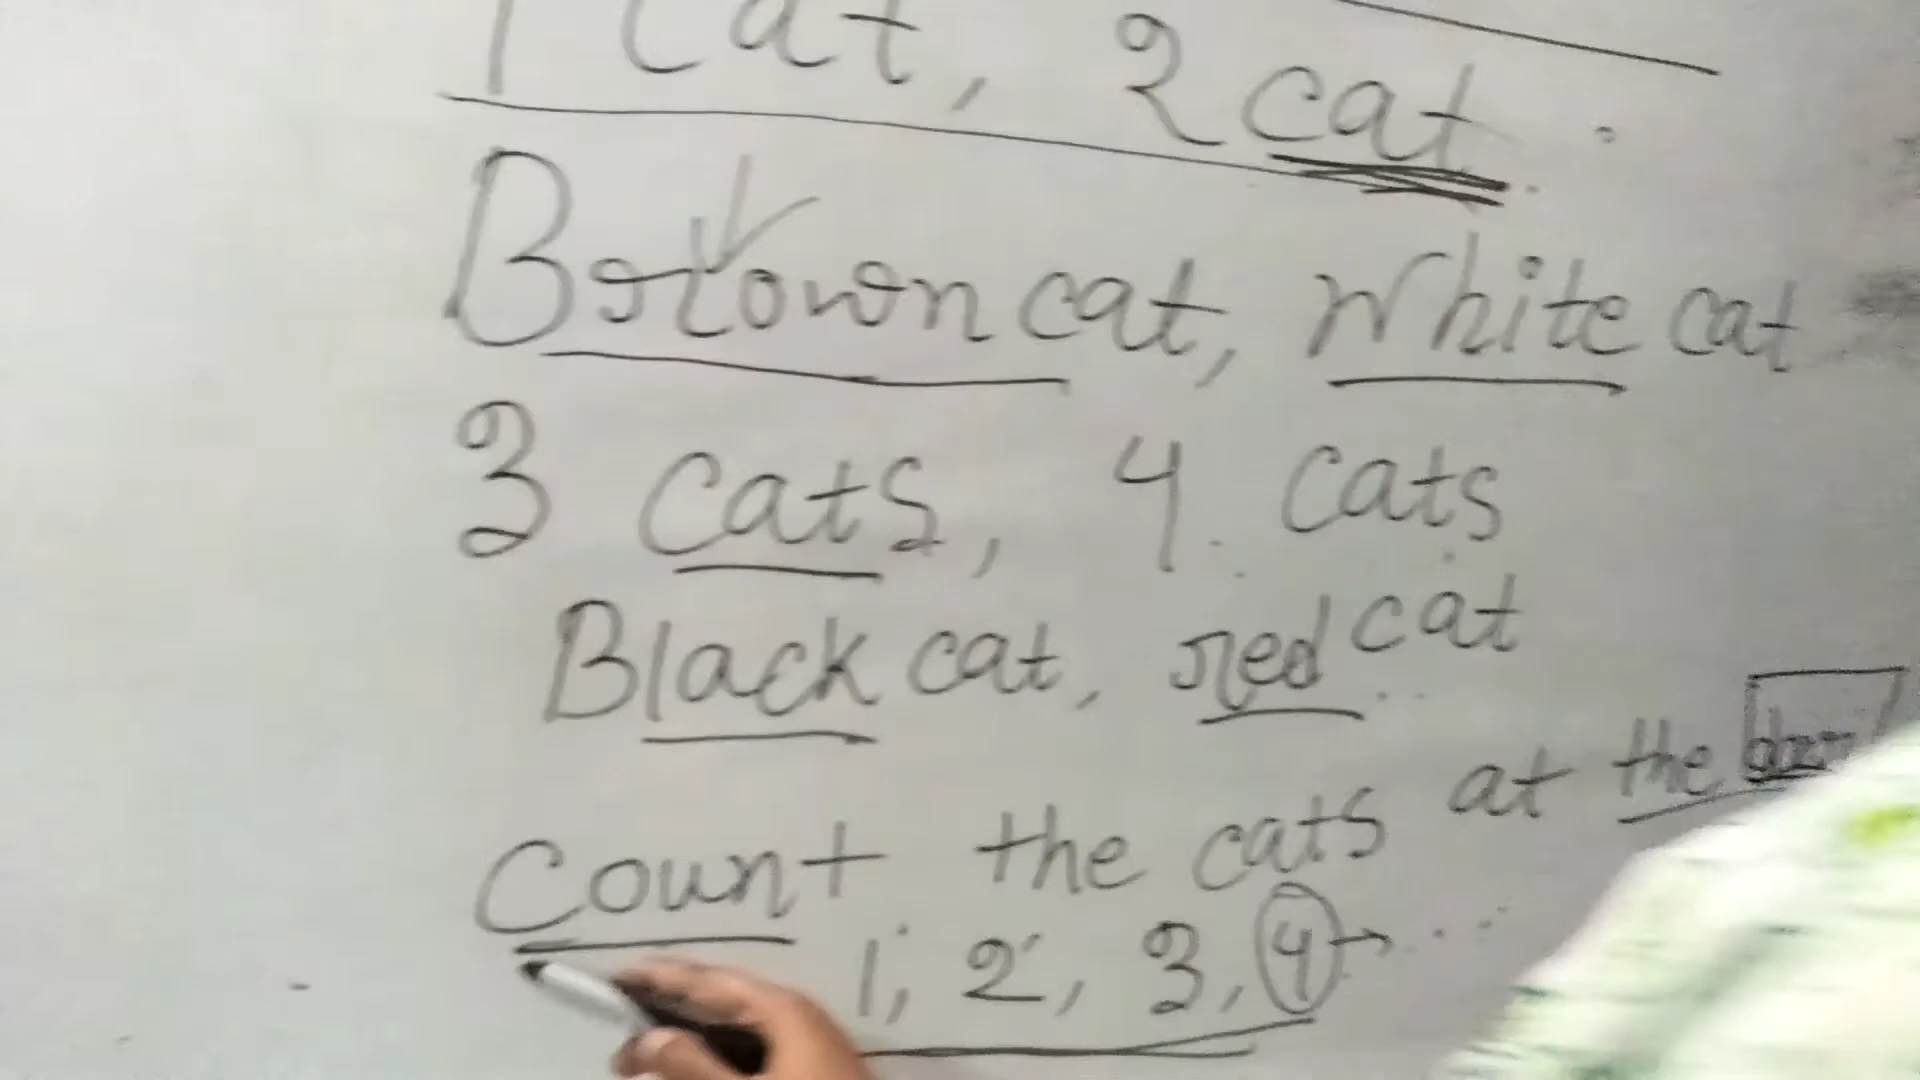 1 Cat, 2 cat.
Brown cat, White cat
3 cats, 4 cats
Black cat, red cat
Count the cats at the door
1, 2, 3, 4 →